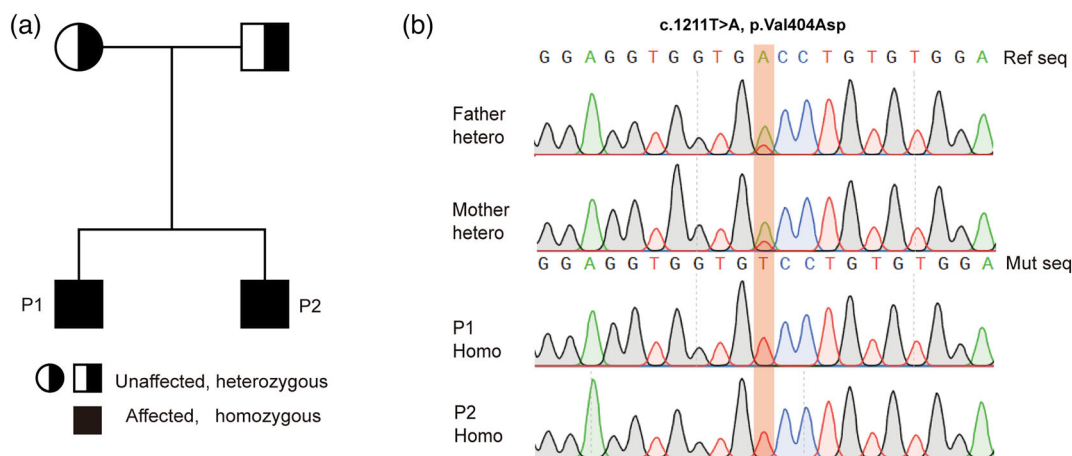 (a)
P1
P2
Unaffected, heterozygous
Affected, homozygous
(b)
c.1211T>A, p.Val404Asp
G G A G G T G G T G A C C T G T G T G G A Ref seq
Father
hetero
Mother
hetero
G G A G G T G G T G T C C T G T G T G G A Mut seq
P1
Homo
P2
Homo